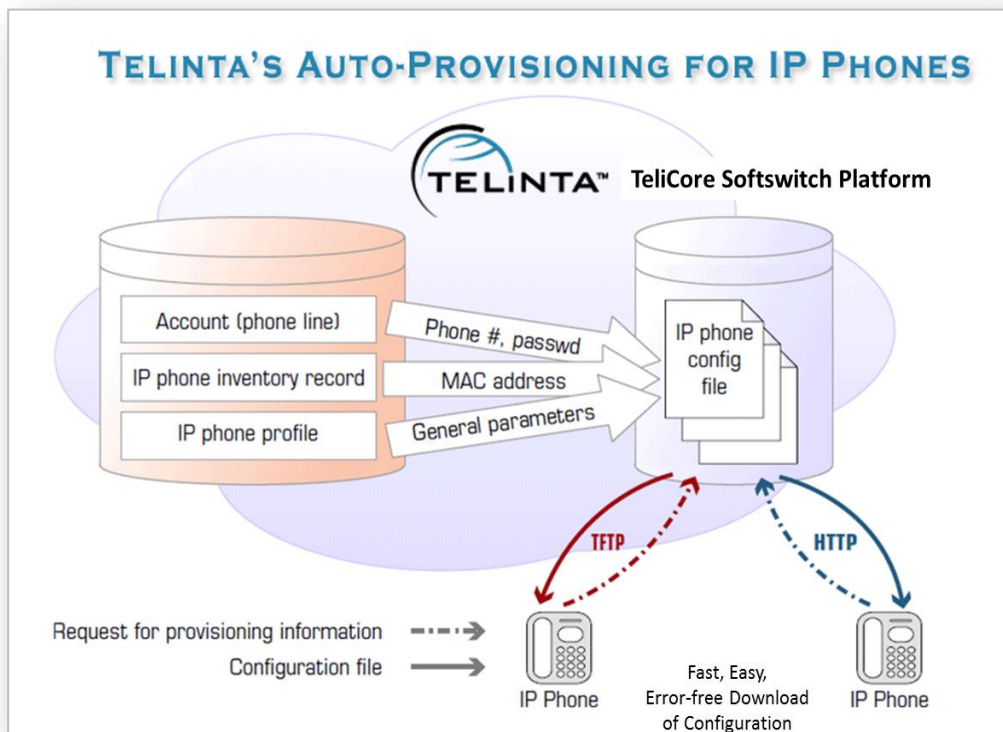 TELINTA'S AUTO-PROVISIONING FOR IP PHONES
TELINTA™
TeliCore Softswitch Platform
Account (phone line)
IP phone inventory record
IP phone profile
Phone #, passwd
MAC address
General parameters
IP phone
config
file
TFTP
HTTP
Request for provisioning information
Configuration file
IP Phone
Fast, Easy,
Error-free Download
of Configuration
IP Phone